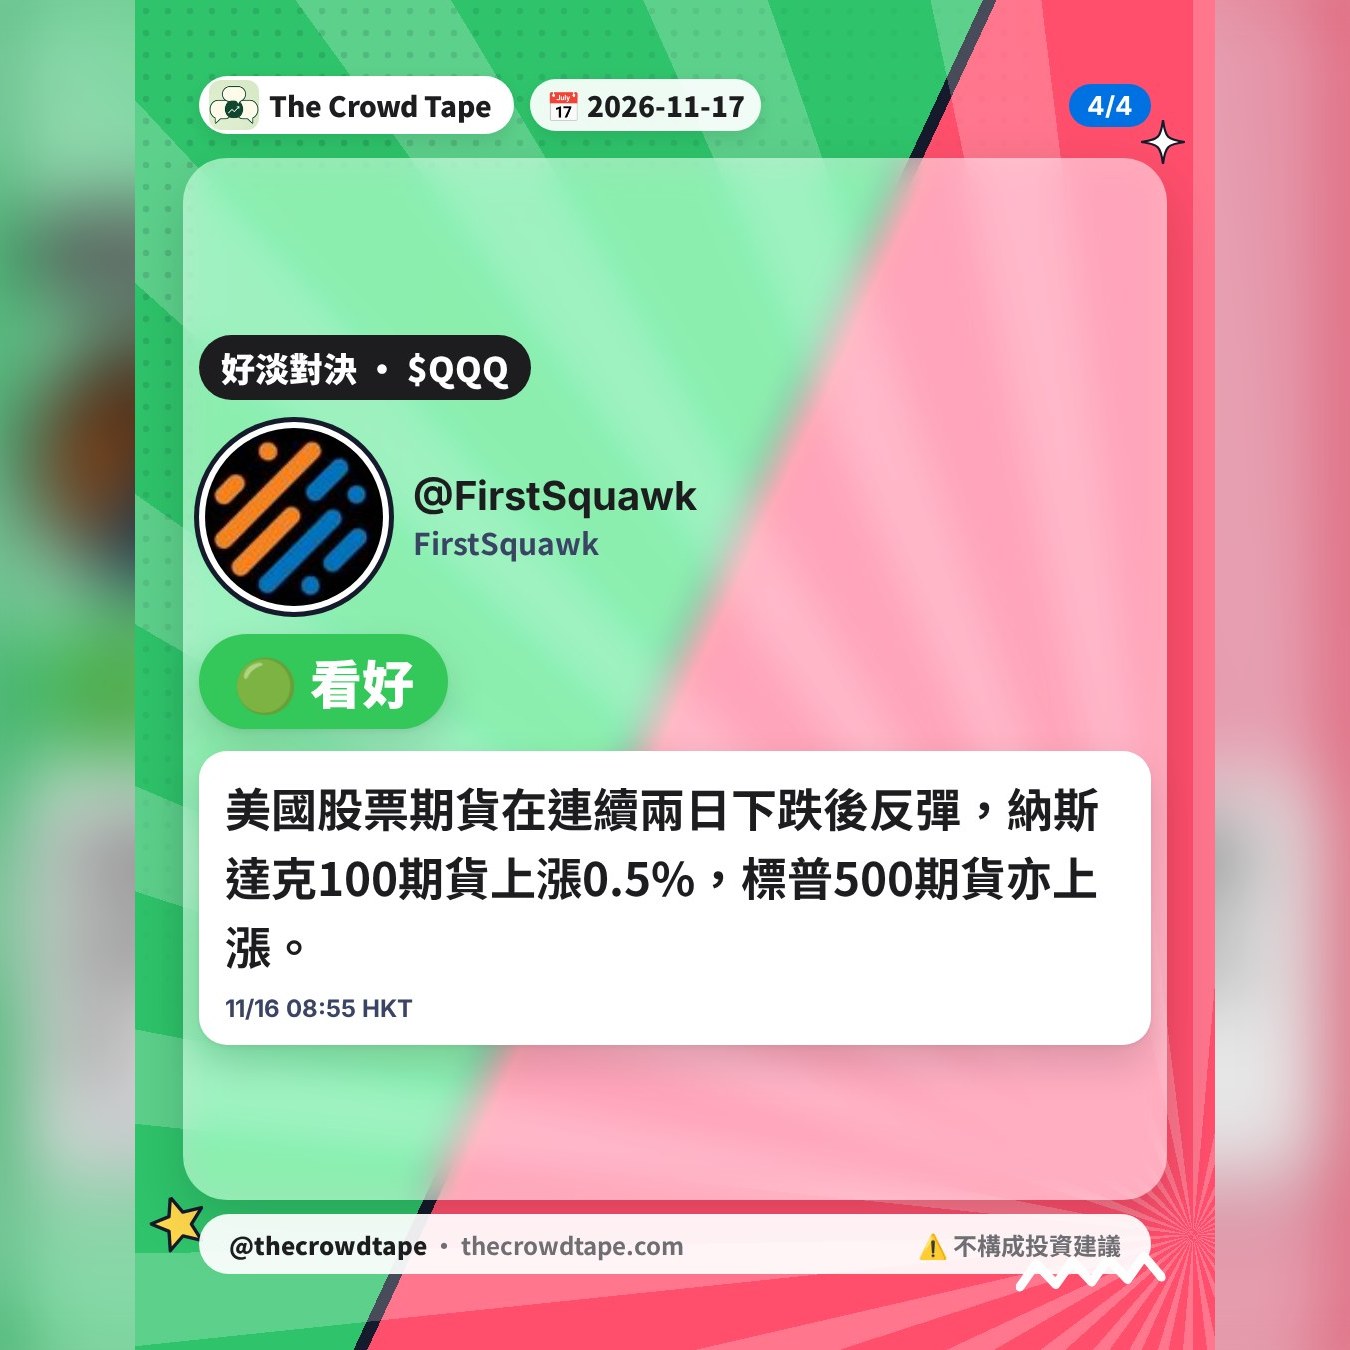 The Crowd Tape
July 17 2026-11-17
4/4
好淡對決 · $QQQ
@FirstSquawk
FirstSquawk
看好
美國股票期貨在連續兩日下跌後反彈，納斯
達克100期貨上漲0.5%，標普500期貨亦上
漲。
11/16 08:55 HKT
@thecrowdtape · thecrowdtape.com
不構成投資建議